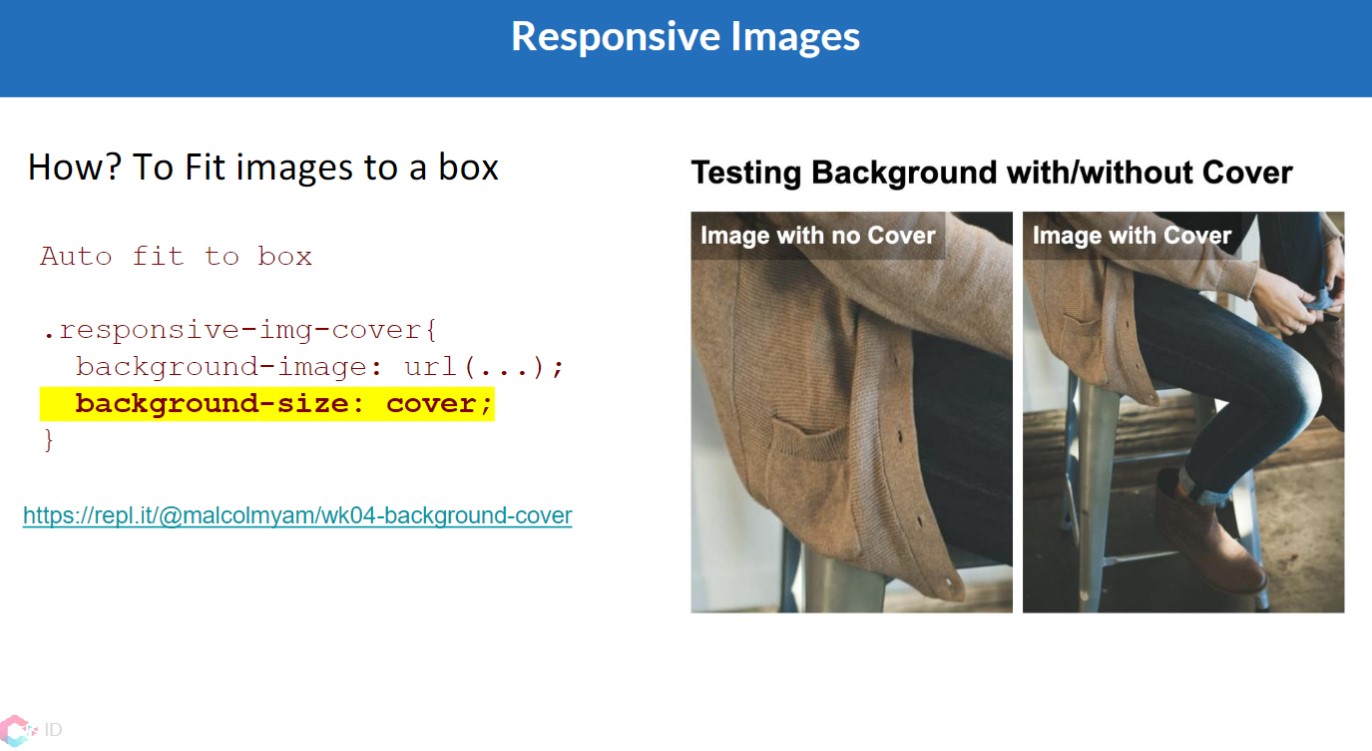 Responsive Images
How? To Fit images to a box
Auto fit to box
.responsive-img-cover{
background-image: url(...);
background-size: cover;
}
https://repl.it/@malcolmyam/wk04-background-cover
Testing Background with/without Cover
Image with no Cover
Image with Cover
ID